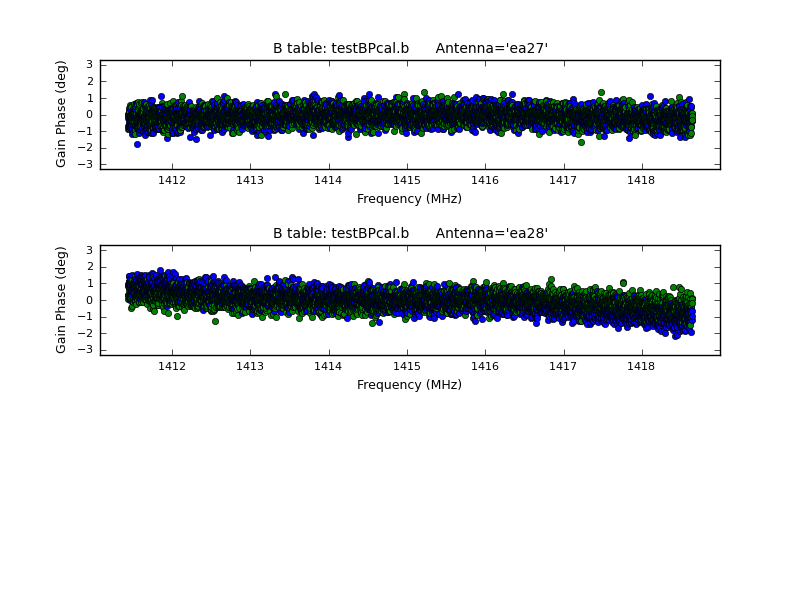 B table: testBPcal.b Antenna='ea27'
Gain Phase (deg)
3
2
1
0
−1
−2
−3
1412 1413 1414 1415 1416 1417 1418
Frequency (MHz)
B table: testBPcal.b Antenna='ea28'
Gain Phase (deg)
3
2
1
0
−1
−2
−3
1412 1413 1414 1415 1416 1417 1418
Frequency (MHz)